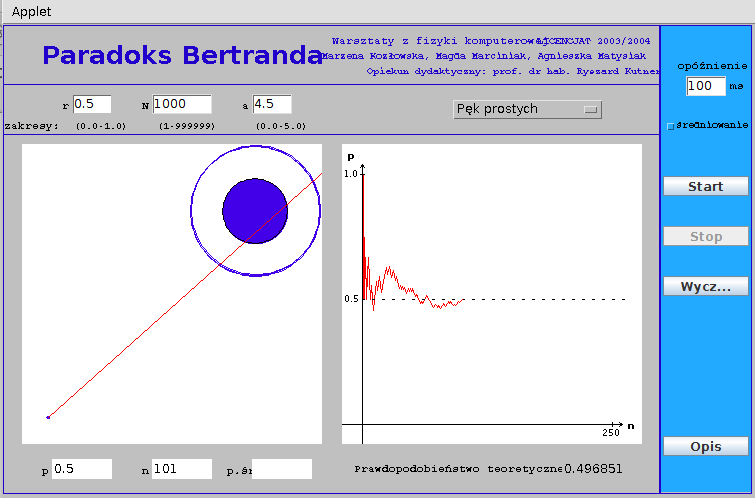 Applet
Paradoks Bertranda
Warsztaty z fizyki komputerowej LICENCJAT 2003/2004
Marzena Kozłowska, Magda Marciniak, Agnieszka Matysiak
Opiekun dydaktyczny: prof. dr hab. Ryszard Kutner
r 0.5 N 1000 a 4.5
Pęk prostych
zakresy: (0.0-1.0) (1-999999) (0.0-5.0)
opóźnienie
100 ms
średniowanie
Start
Stop
Wycz...
Opis
p
1.0
0.5
250
n
p 0.5 n 101 p.śr
Prawdopodobieństwo teoretyczne 0.496851